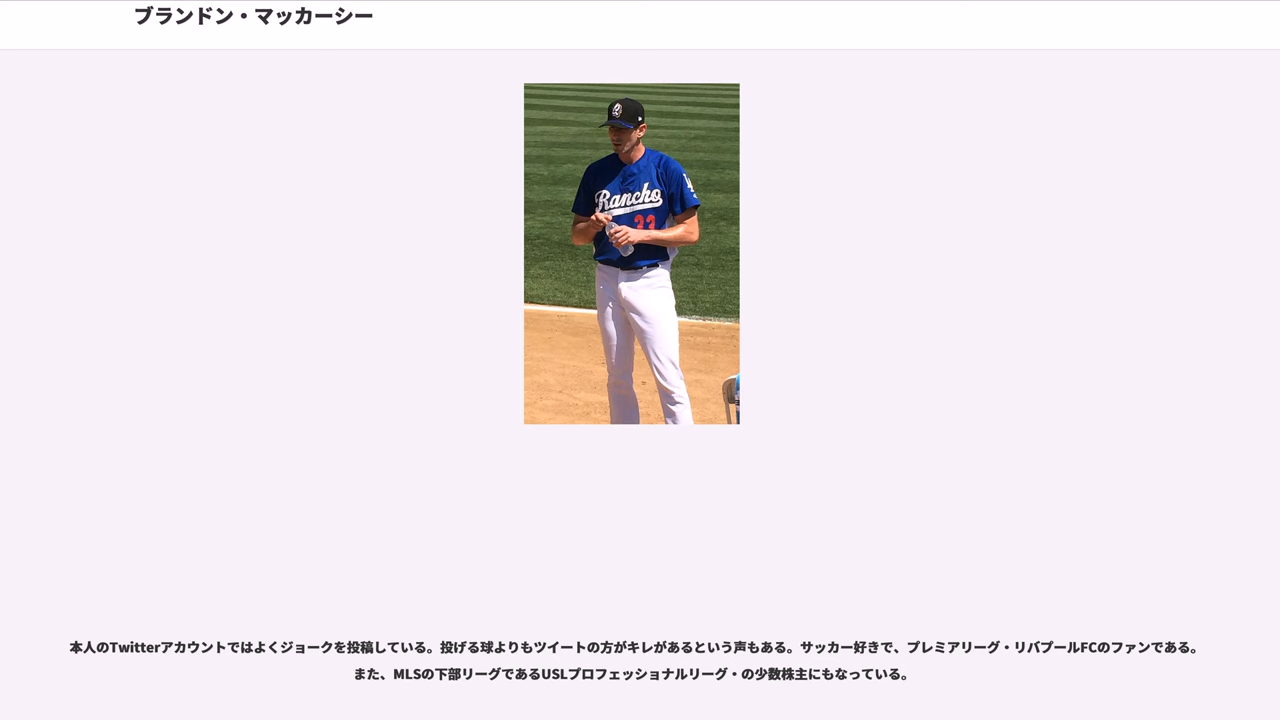 ブランドン・マッカーシー
Rancho
33
LA
本人のTwitterアカウントではよくジョークを投稿している。投げる球よりもツイートの方がキレがあるという声もある。サッカー好きで、プレミアリーグ・リバプールFCのファンである。
また、MLSの下部リーグであるUSLプロフェッショナルリーグ・の少数株主にもなっている。